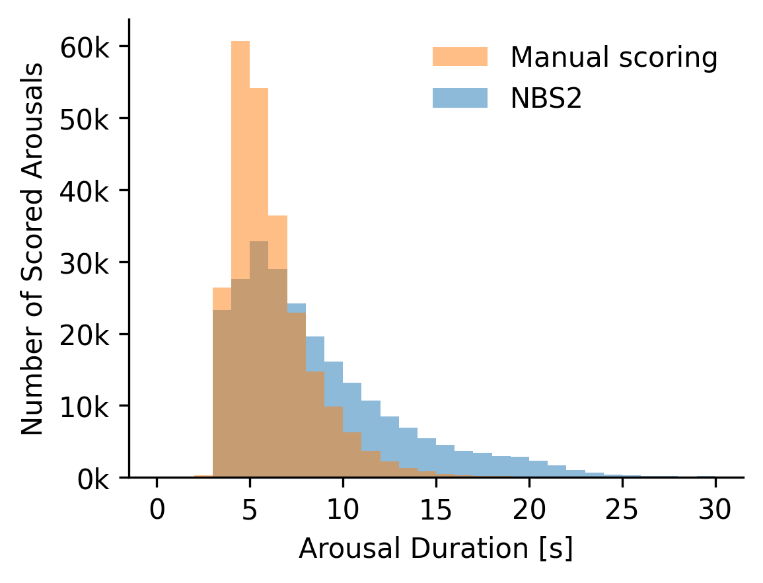 Manual scoring
NBS2
Number of Scored Arousals
60k
50k
40k
30k
20k
10k
0k
0 5 10 15 20 25 30
Arousal Duration [s]